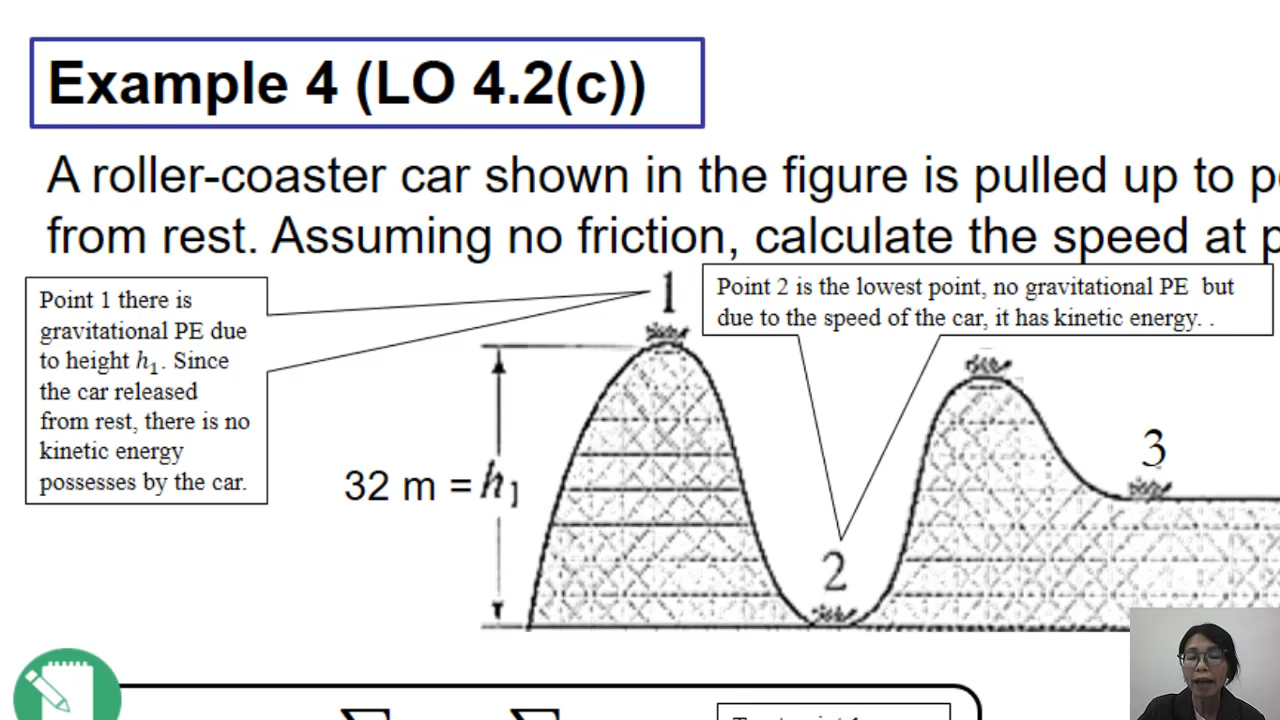 Example 4 (LO 4.2(c))
A roller-coaster car shown in the figure is pulled up to
from rest. Assuming no friction, calculate the speed at
Point 1 there is
gravitational PE due
to height h1. Since
the car released
from rest, there is no
kinetic energy
possesses by the car.
1
Point 2 is the lowest point, no gravitational PE but
due to the speed of the car, it has kinetic energy. .
32 m = h1
2
3